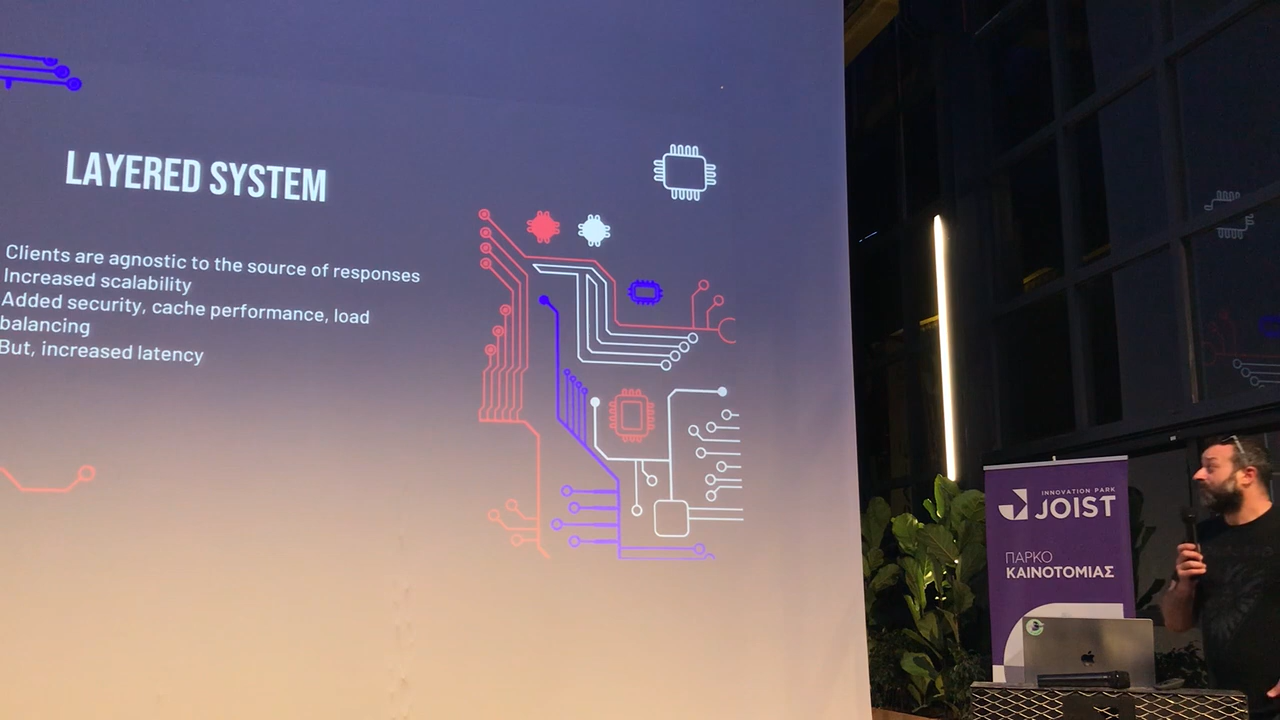 LAYERED SYSTEM
Clients are agnostic to the source of responses
Increased scalability
Added security, cache performance, load
balancing
But, increased latency
INNOVATION PARK
JOIST
ΠΑΡΚΟ
ΚΑΙΝΟΤΟΜΙΑΣ